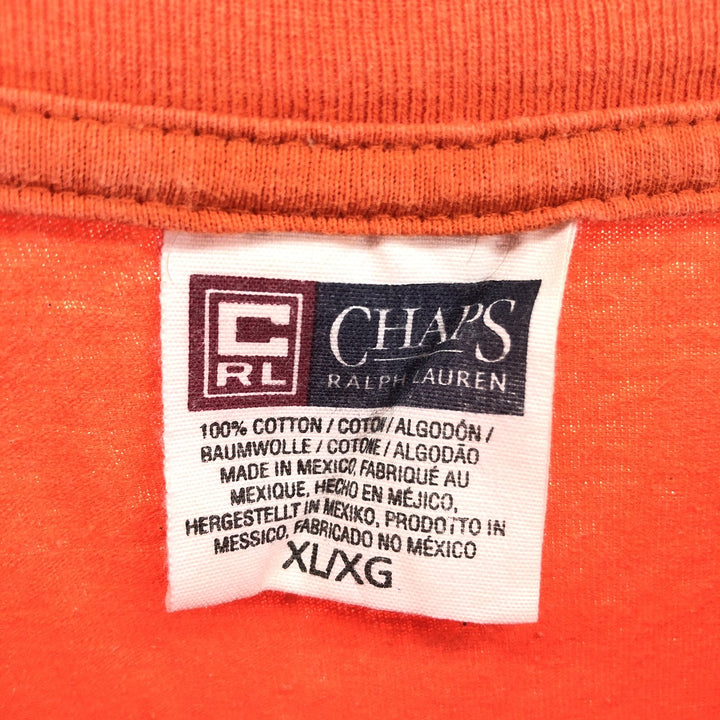 C
RL
CHAPS
RALPH LAUREN
100% COTTON / COTON / ALGODÓN /
BAUMWOLLE / COTONE / ALGODÃO
MADE IN MEXICO, FABRIQUÉ AU
MEXIQUE, HECHO EN MÉJICO,
HERGESTELLT IN MEXIKO, PRODOTTO IN
MESSICO, FABRICADO NO MÉXICO
XL/XG